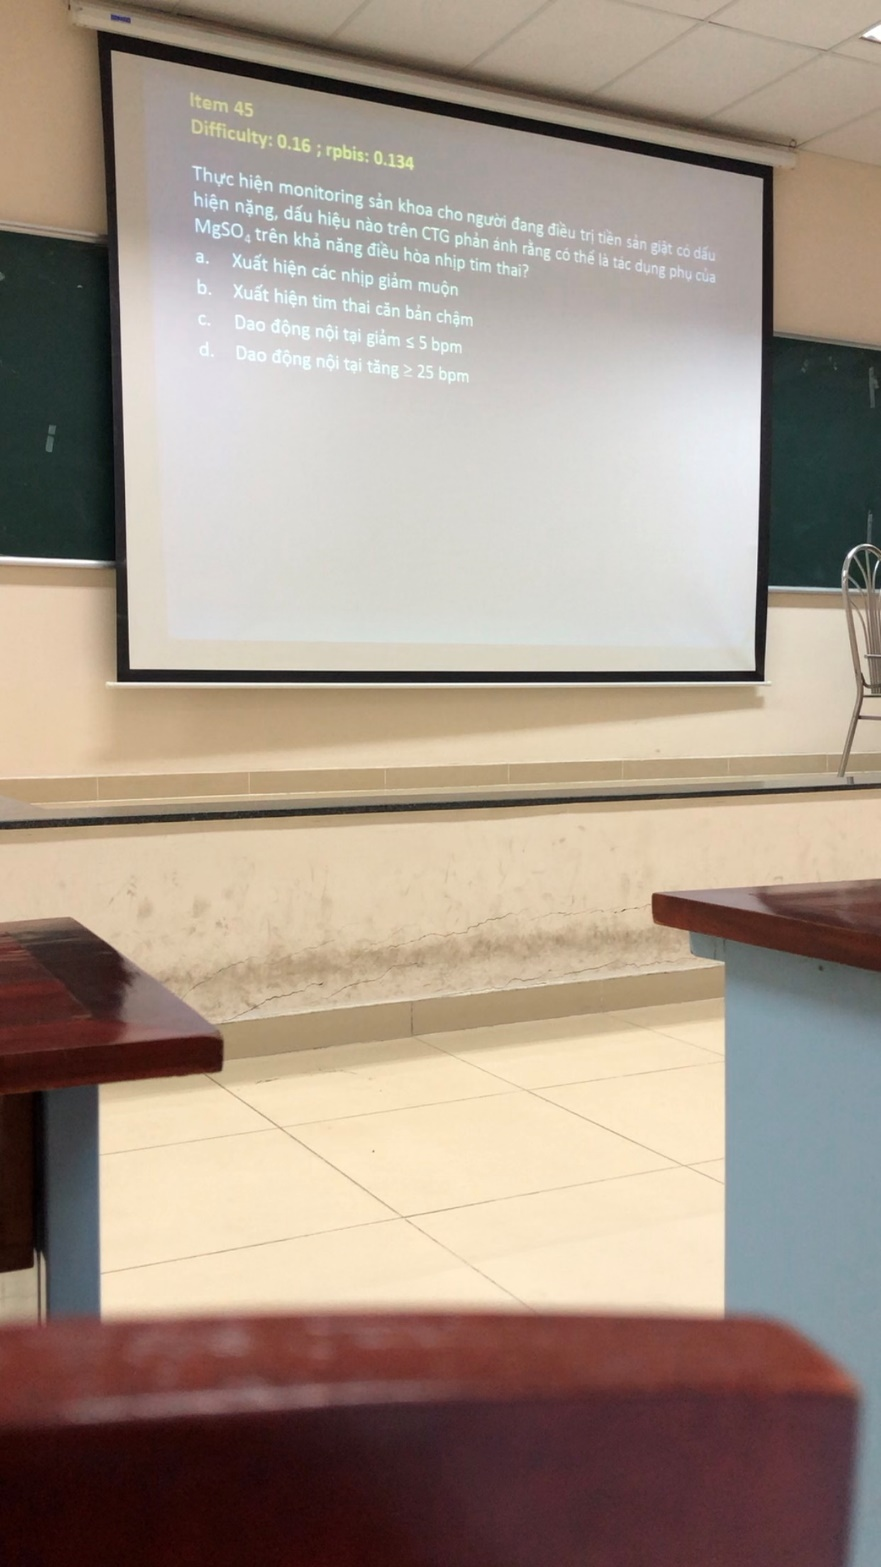 Item 45
Difficulty: 0.16 ; rpbis: 0.134
Thực hiện monitoring sản khoa cho người đang điều trị tiền sản giật có dấu
hiện nặng, dấu hiệu nào trên CTG phản ánh rằng có thể là tác dụng phụ của
MgSO₄ trên khả năng điều hòa nhịp tim thai?
a. Xuất hiện các nhịp giảm muộn
b. Xuất hiện tim thai căn bản chậm
c. Dao động nội tại giảm ≤ 5 bpm
d. Dao động nội tại tăng ≥ 25 bpm